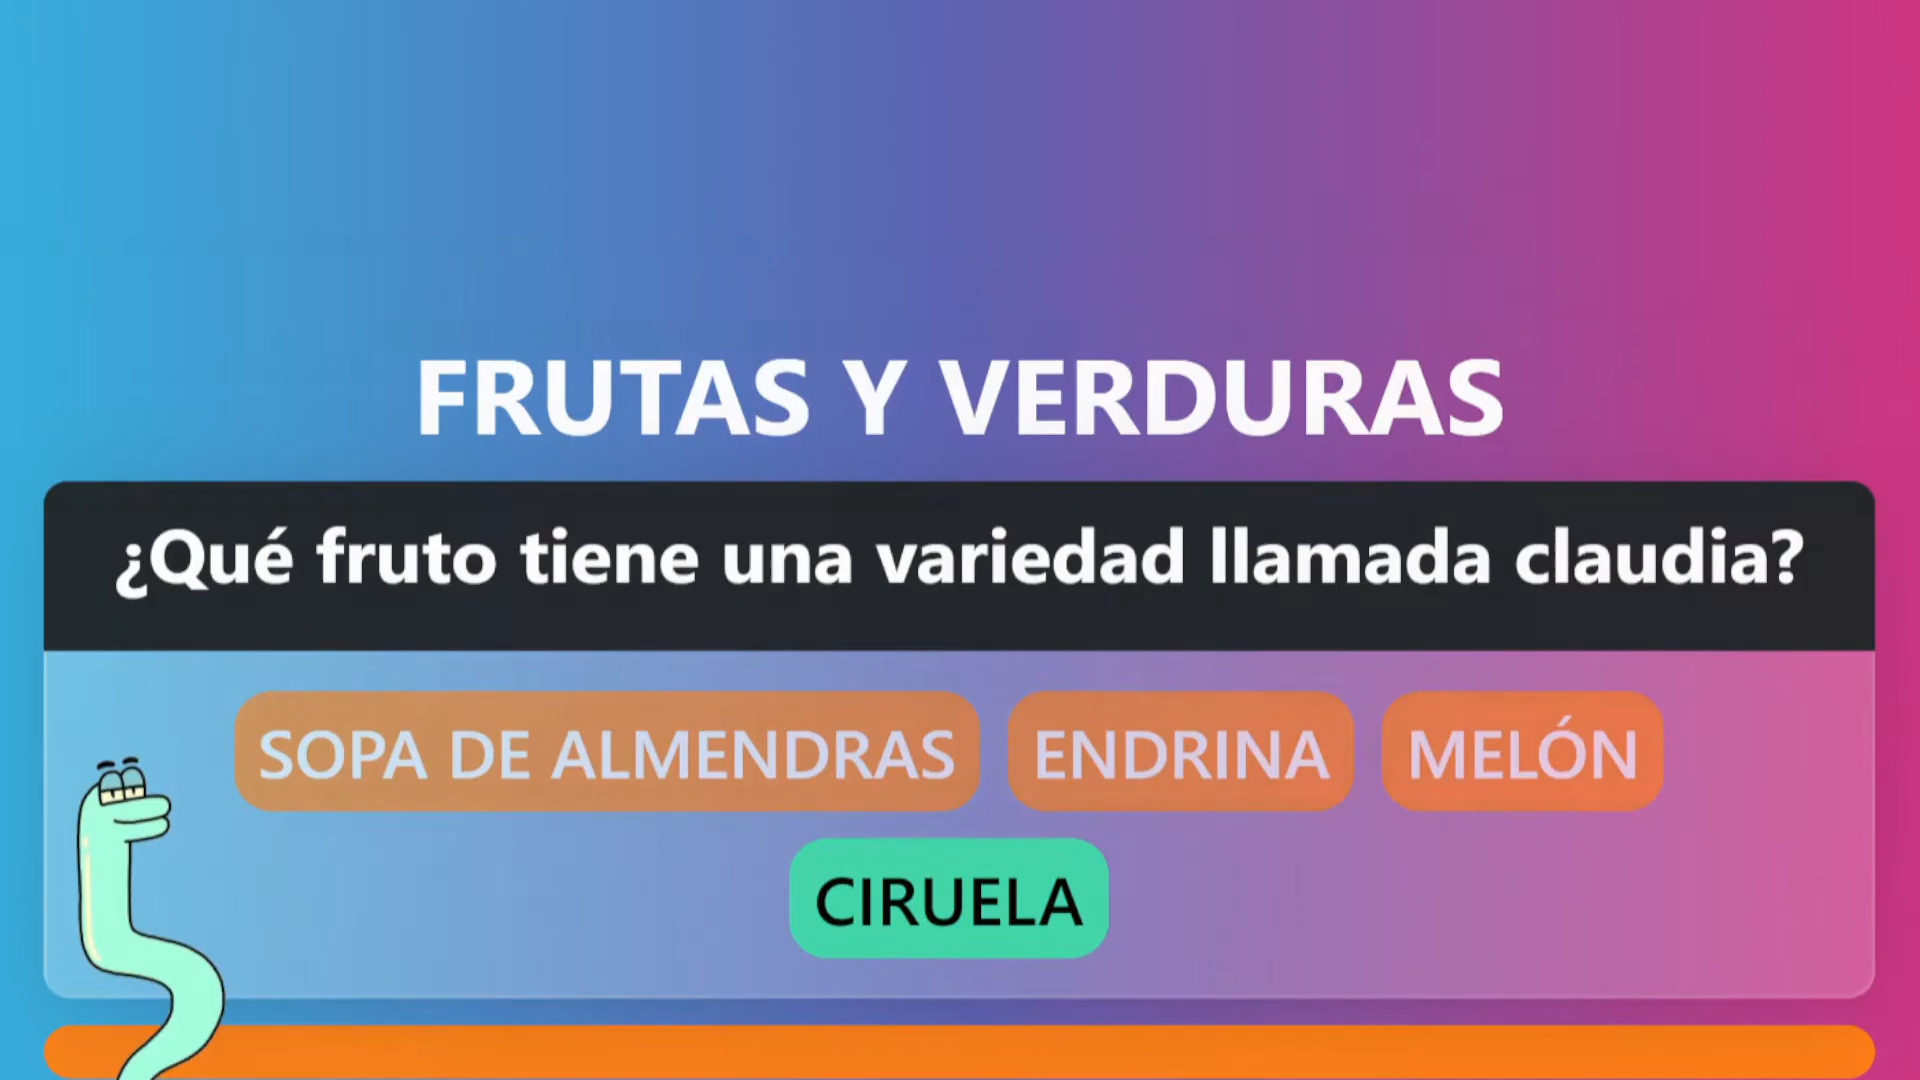 FRUTAS Y VERDURAS
¿Qué fruto tiene una variedad llamada claudia?
SOPA DE ALMENDRAS ENDRINA MELÓN
CIRUELA